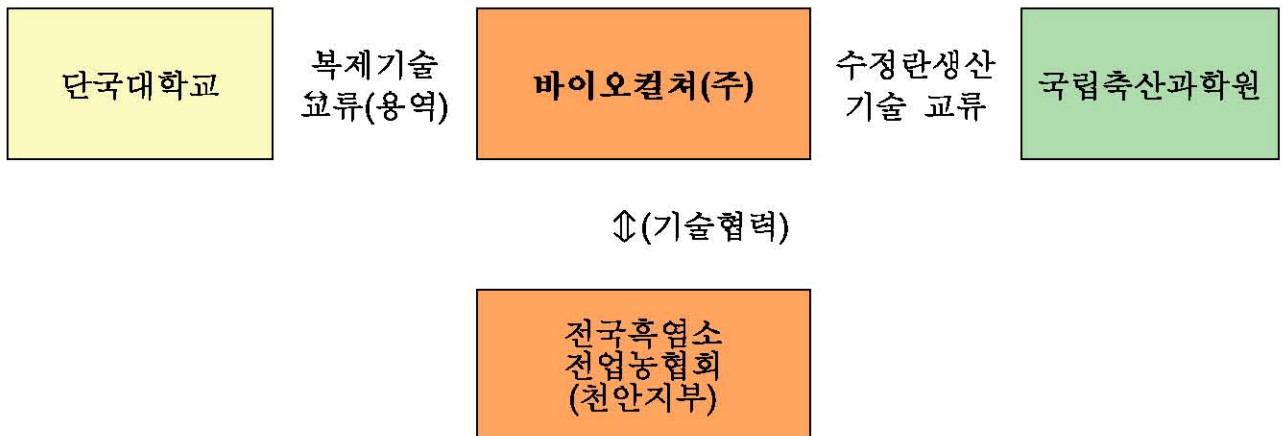 단국대학교
복제기술
교류(용역)
바이오컬쳐(주)
수정란생산
기술 교류
국립축산과학원
⇕(기술협력)
전국흑염소
전업농협회
(천안지부)